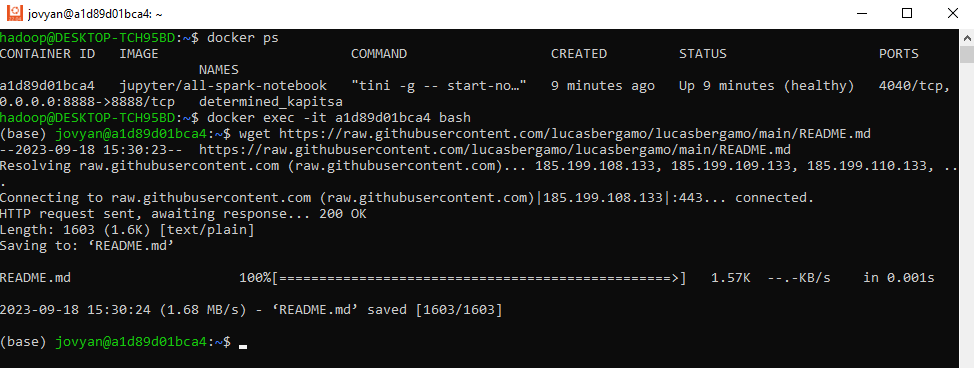 jovyan@a1d89d01bca4: ~
hadoop@DESKTOP-TCH95BD:~$ docker ps
CONTAINER ID   IMAGE                        COMMAND                  CREATED         STATUS                   PORTS
                         NAMES
a1d89d01bca4   jupyter/all-spark-notebook   "tini -g -- start-no…"   9 minutes ago   Up 9 minutes (healthy)   4040/tcp,
0.0.0.0:8888->8888/tcp   determined_kapitsa
hadoop@DESKTOP-TCH95BD:~$ docker exec -it a1d89d01bca4 bash
(base) jovyan@a1d89d01bca4:~$ wget https://raw.githubusercontent.com/lucasbergamo/lucasbergamo/main/README.md
--2023-09-18 15:30:23--  https://raw.githubusercontent.com/lucasbergamo/lucasbergamo/main/README.md
Resolving raw.githubusercontent.com (raw.githubusercontent.com)... 185.199.108.133, 185.199.109.133, 185.199.110.133, ..
.
Connecting to raw.githubusercontent.com (raw.githubusercontent.com)|185.199.108.133|:443... connected.
HTTP request sent, awaiting response... 200 OK
Length: 1603 (1.6K) [text/plain]
Saving to: ‘README.md’
README.md                     100%[=================================================>]   1.57K  --.-KB/s    in 0.001s
2023-09-18 15:30:24 (1.68 MB/s) - ‘README.md’ saved [1603/1603]
(base) jovyan@a1d89d01bca4:~$